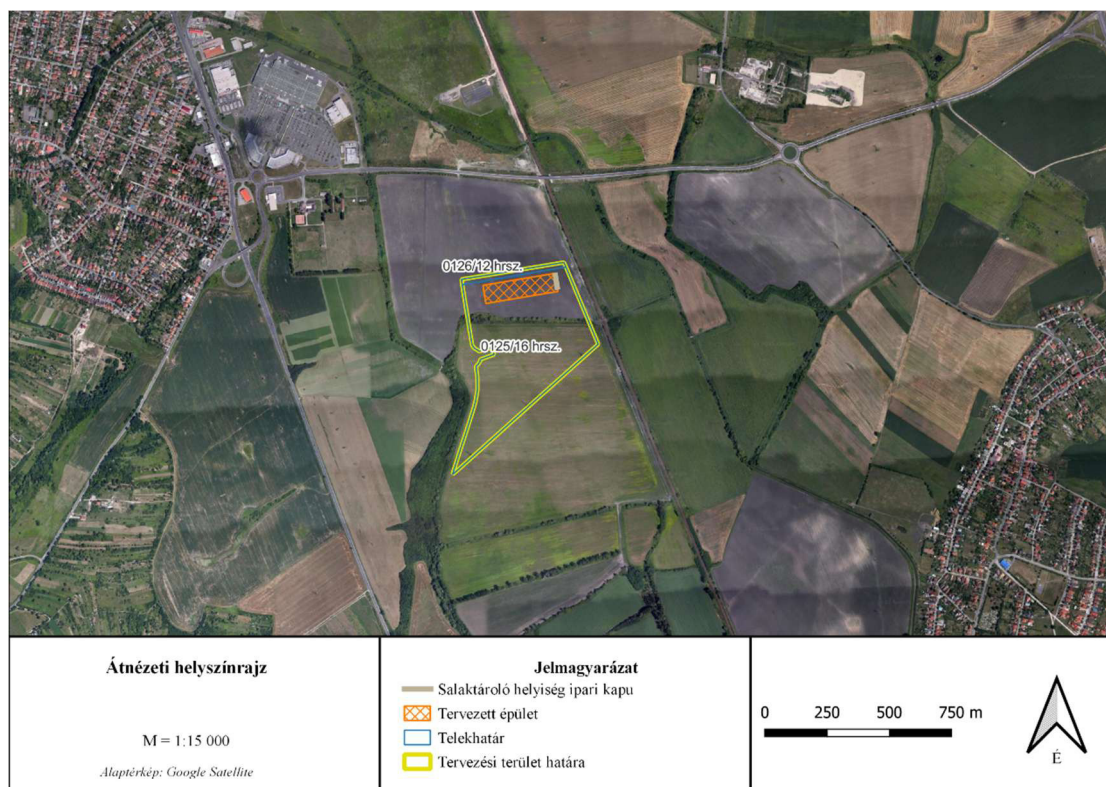 0126/12 hrsz.
0125/16 hrsz.
Átnézeti helyszínrajz
M = 1:15 000
Alaptérkép: Google Satellite
Jelmagyarázat
Salaktároló helyiség ipari kapu
Tervezett épület
Telekhatár
Tervezési terület határa
0 250 500 750 m
É